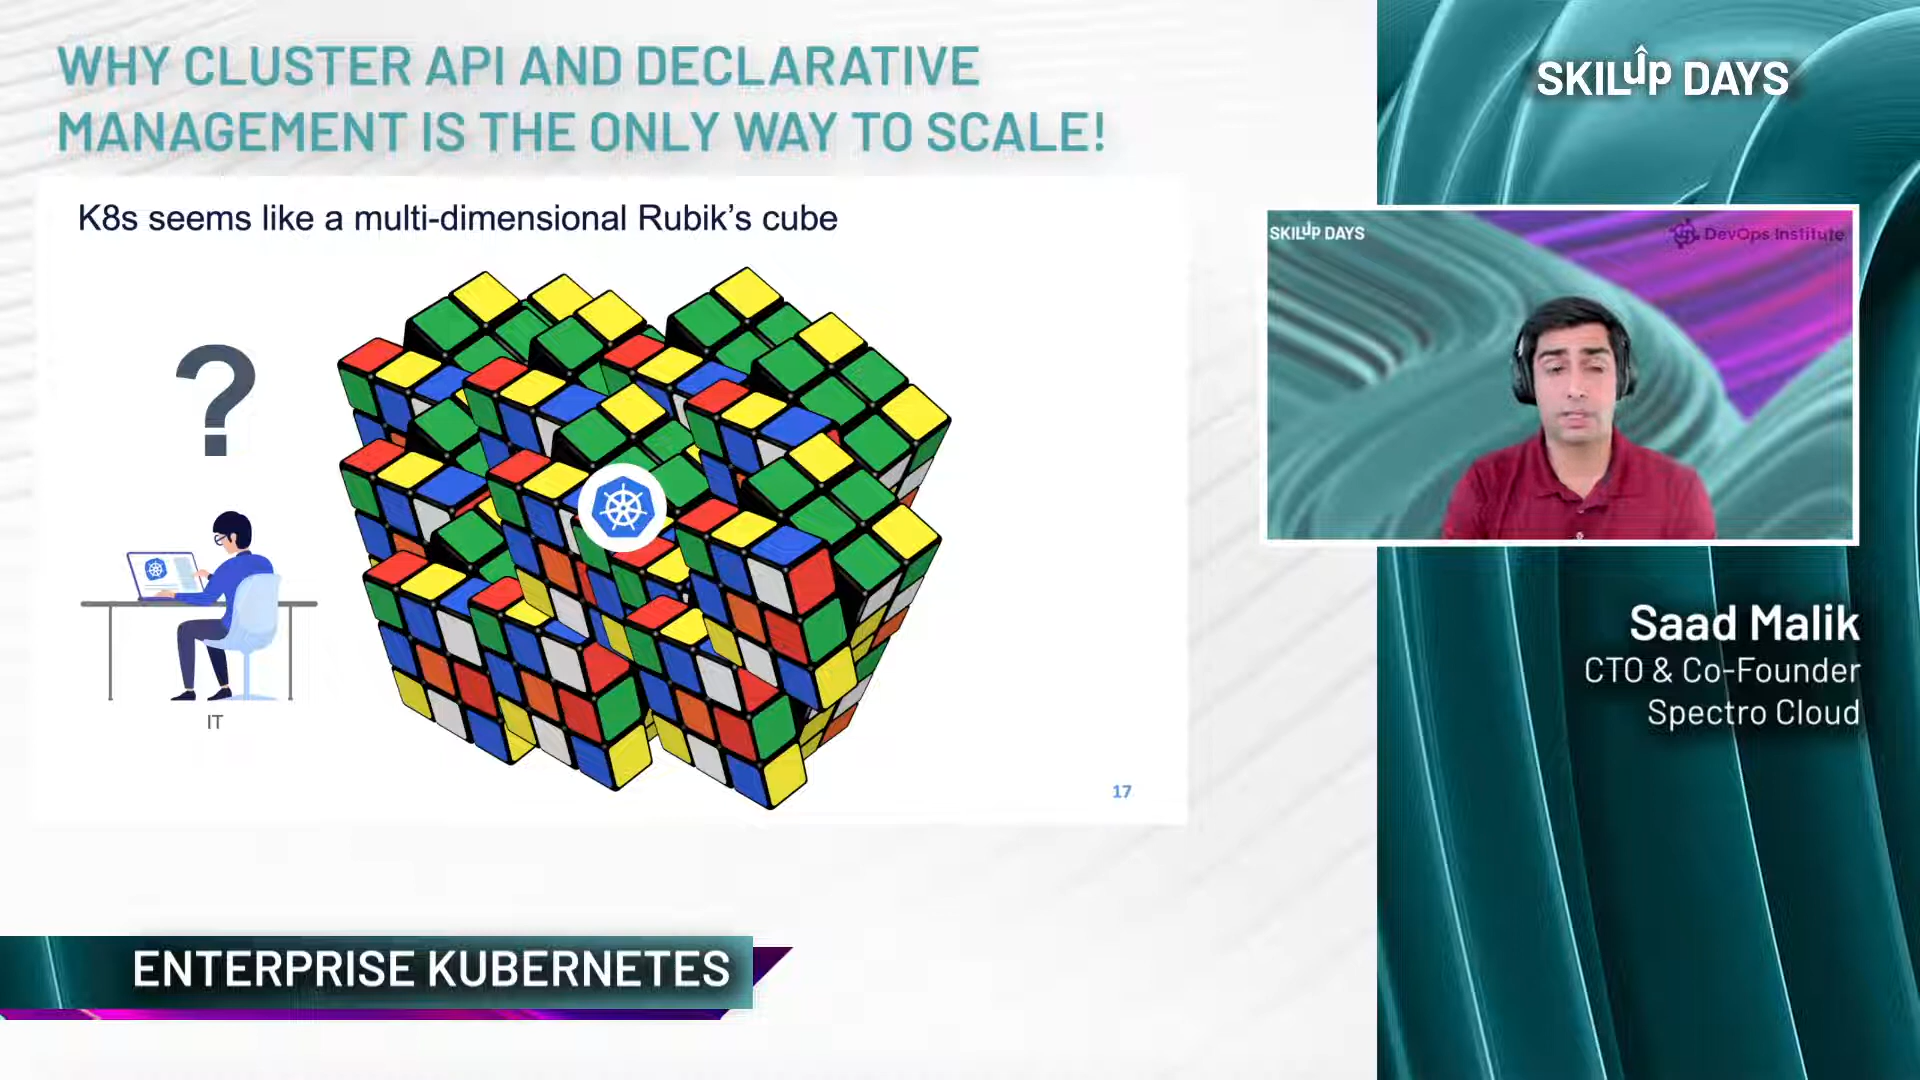 WHY CLUSTER API AND DECLARATIVE
MANAGEMENT IS THE ONLY WAY TO SCALE!
K8s seems like a multi-dimensional Rubik's cube
?
IT
17
ENTERPRISE KUBERNETES
SKILUP DAYS
SKILUP DAYS
DevOps Institute
Saad Malik
CTO & Co-Founder
Spectro Cloud